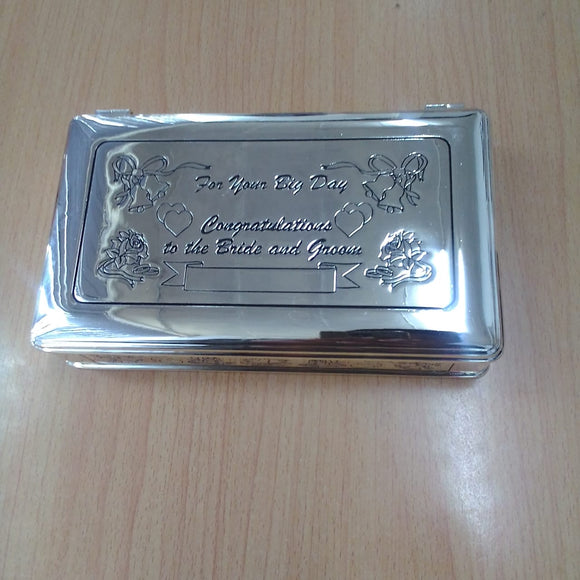 For Your Big Day
Congratulations
to the Bride and Groom